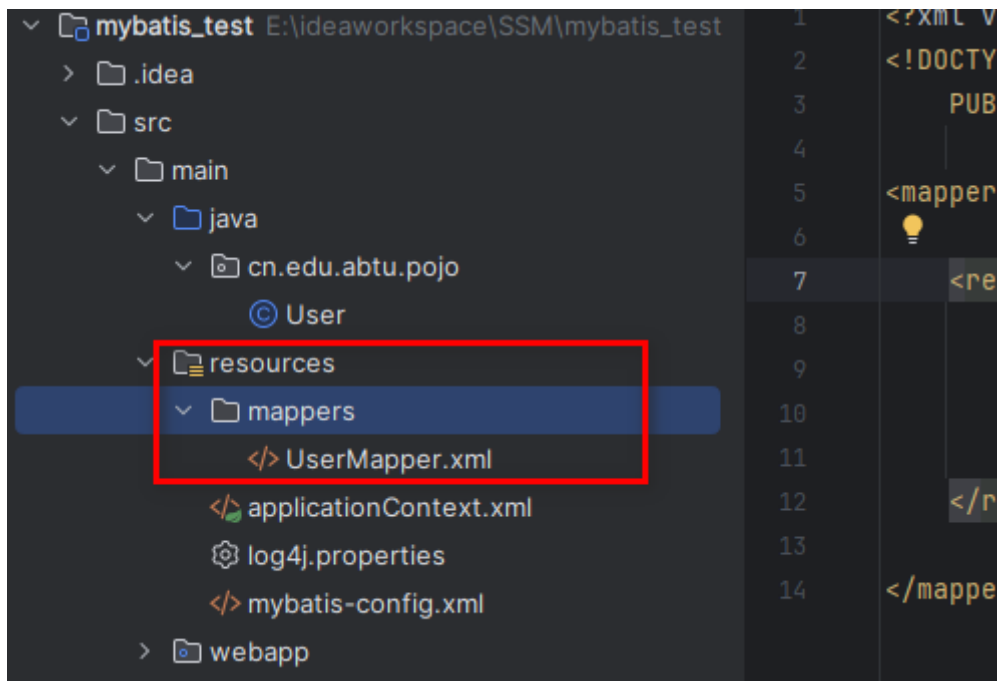 mybatis_test E:\ideaworkspace\SSM\mybatis_test
.idea
src
main
java
cn.edu.abtu.pojo
User
resources
mappers
UserMapper.xml
applicationContext.xml
log4j.properties
mybatis-config.xml
webapp
1 <?xml v
2 <!DOCTY
3 PUB
4
5 <mapper
6
7 <re
8
9
10
11
12 </r
13
14 </mappe